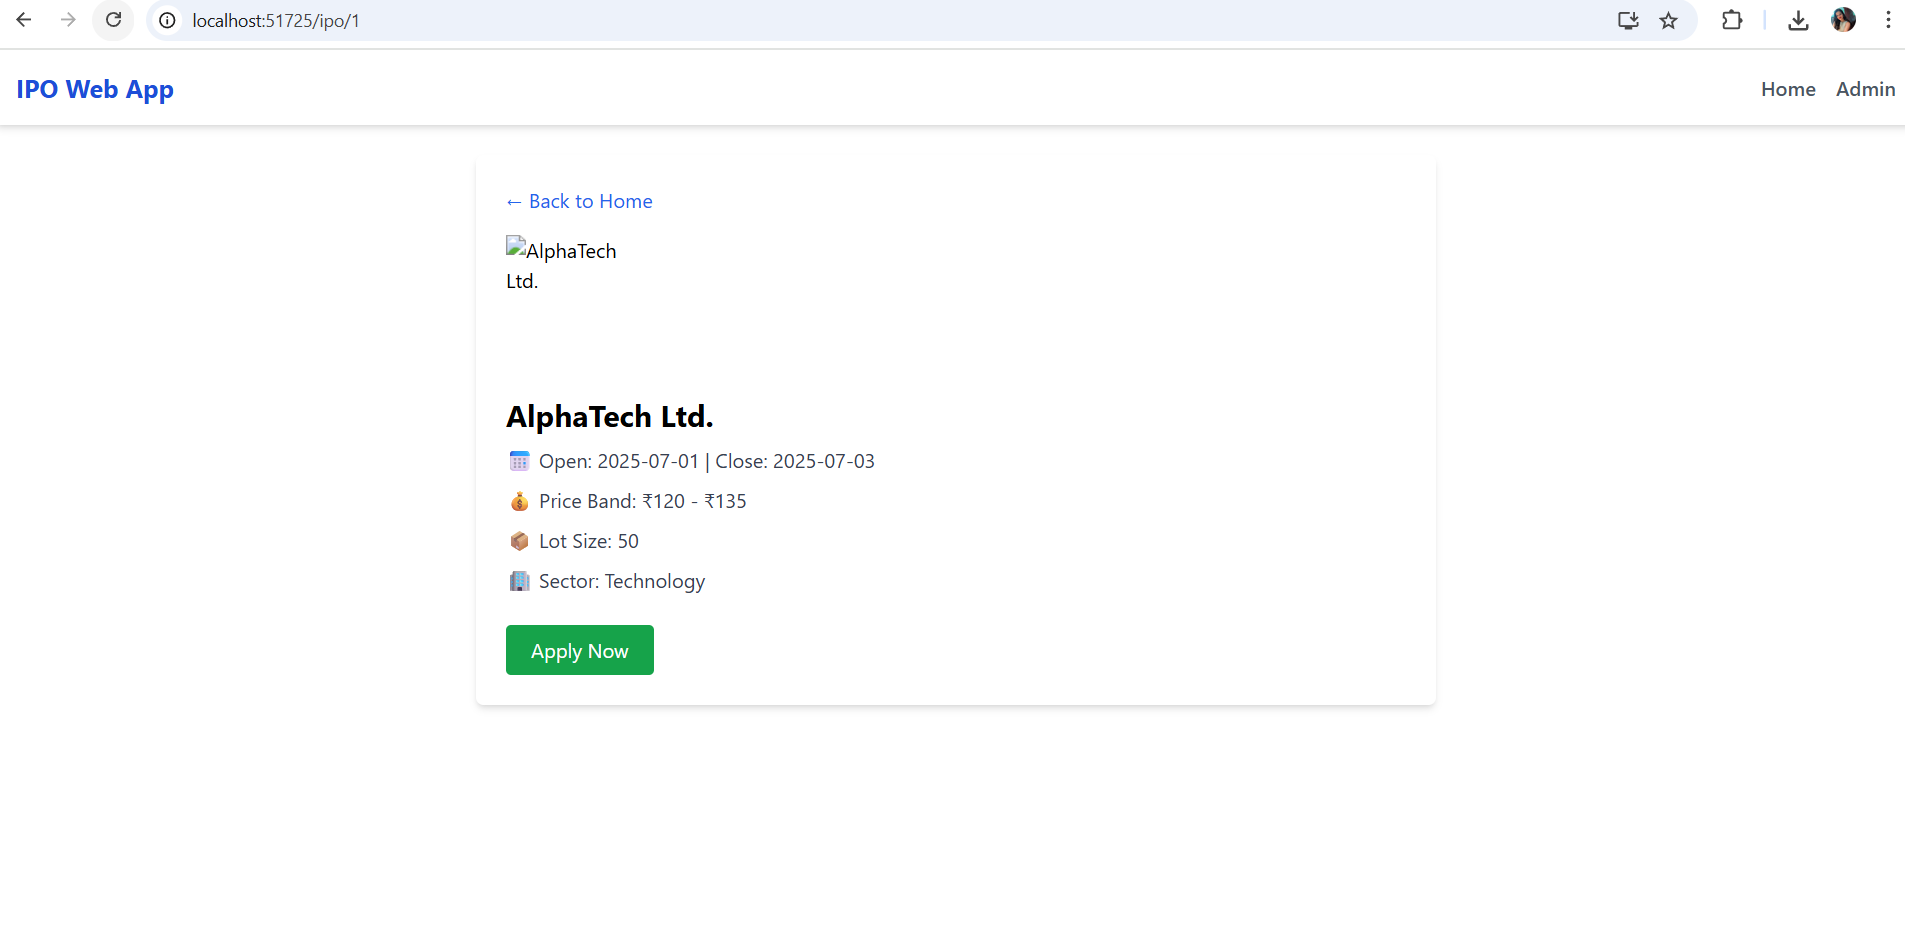 localhost:51725/ipo/1
IPO Web App
Home Admin
← Back to Home
AlphaTech
Ltd.
AlphaTech Ltd.
Open: 2025-07-01 | Close: 2025-07-03
Price Band: ₹120 - ₹135
Lot Size: 50
Sector: Technology
Apply Now